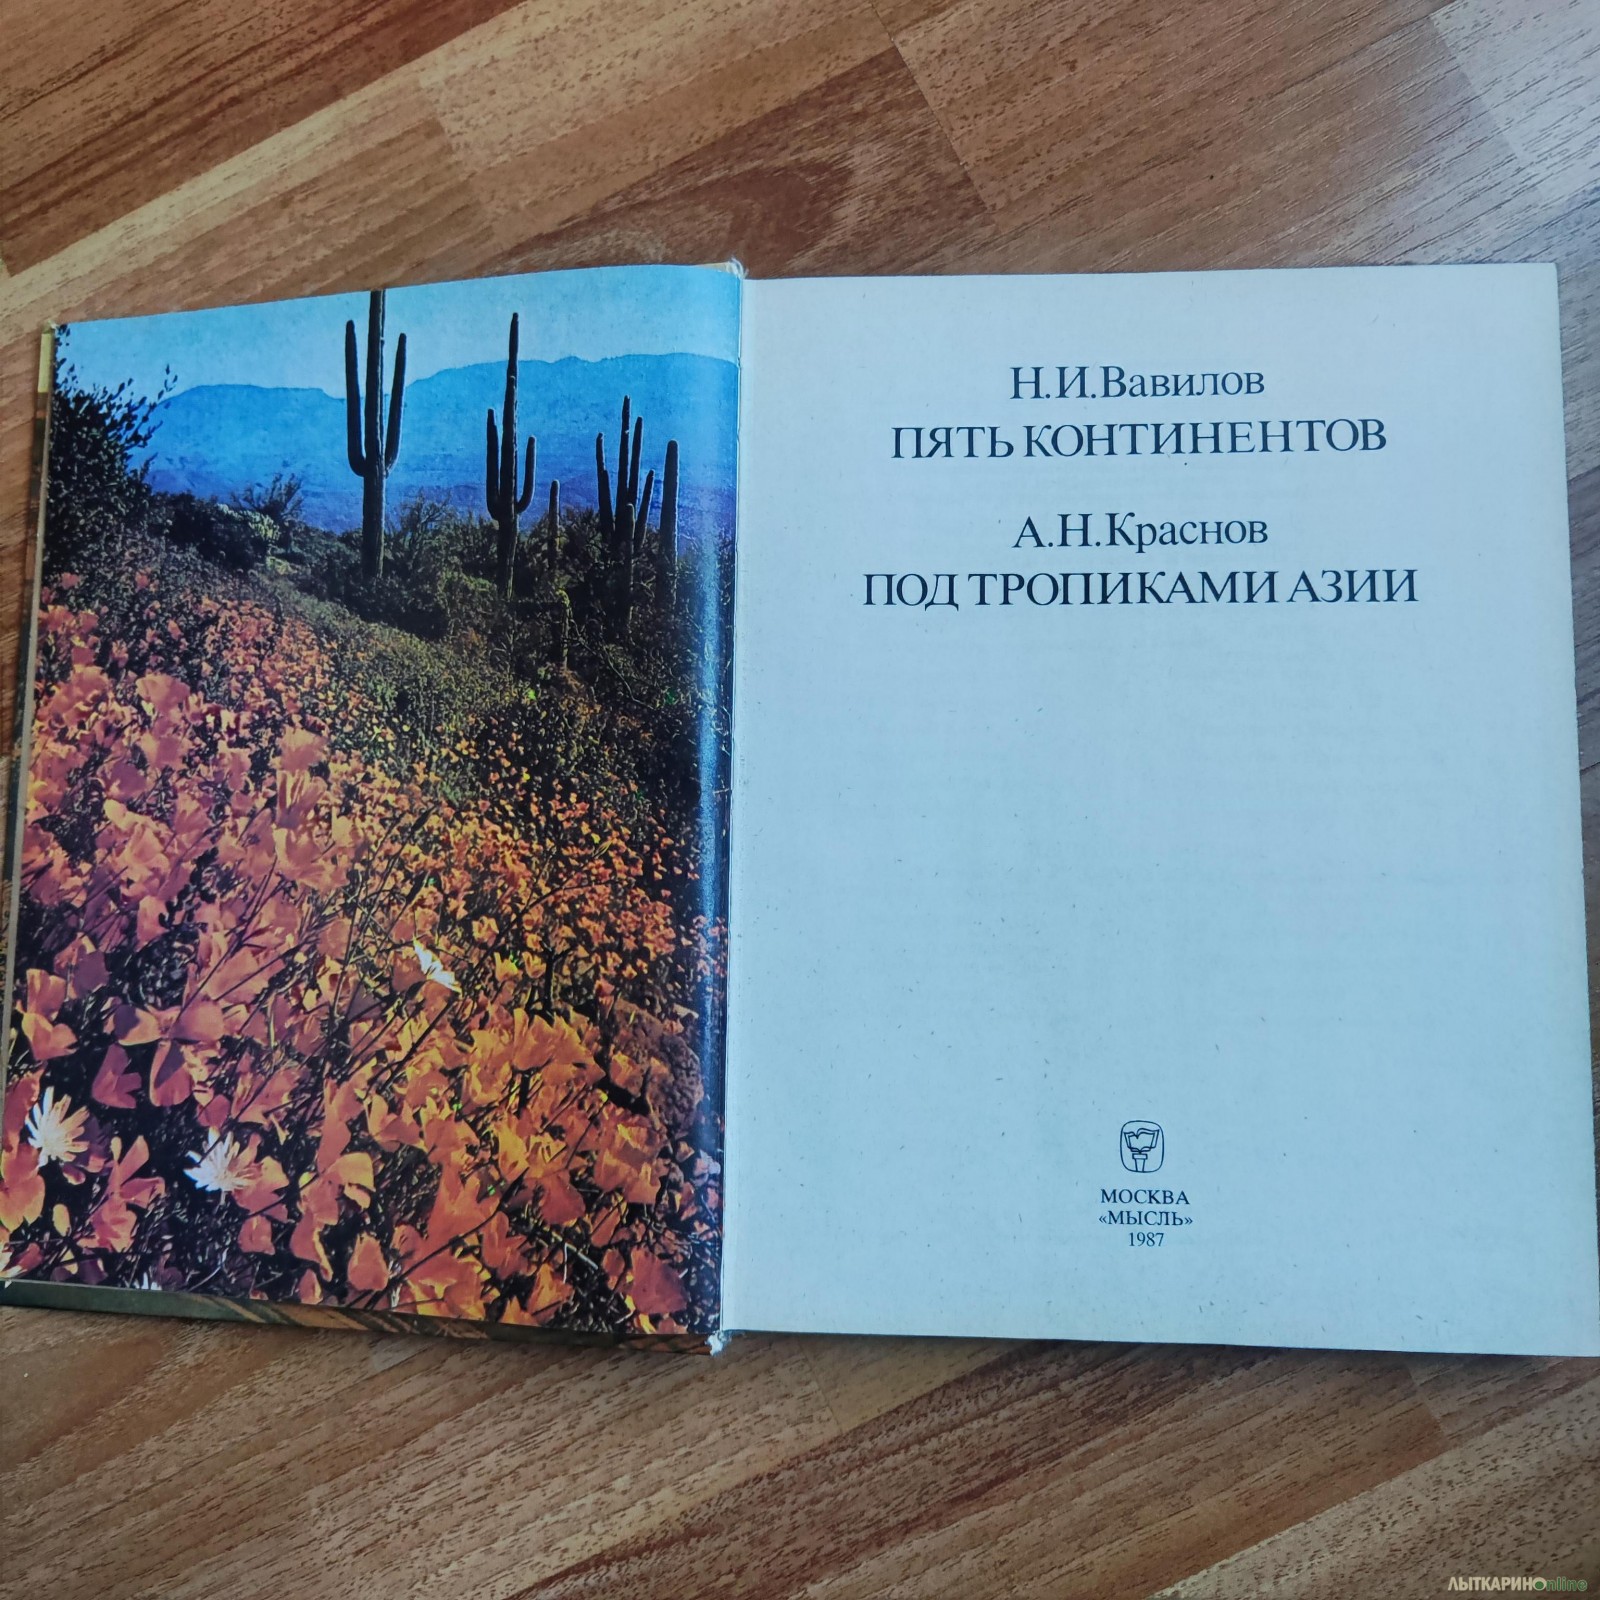 Н.И.Вавилов
ПЯТЬ КОНТИНЕНТОВ
А.Н.Краснов
ПОД ТРОПИКАМИ АЗИИ
МОСКВА
«МЫСЛЬ»
1987
ЛЫТКАРИНОonline